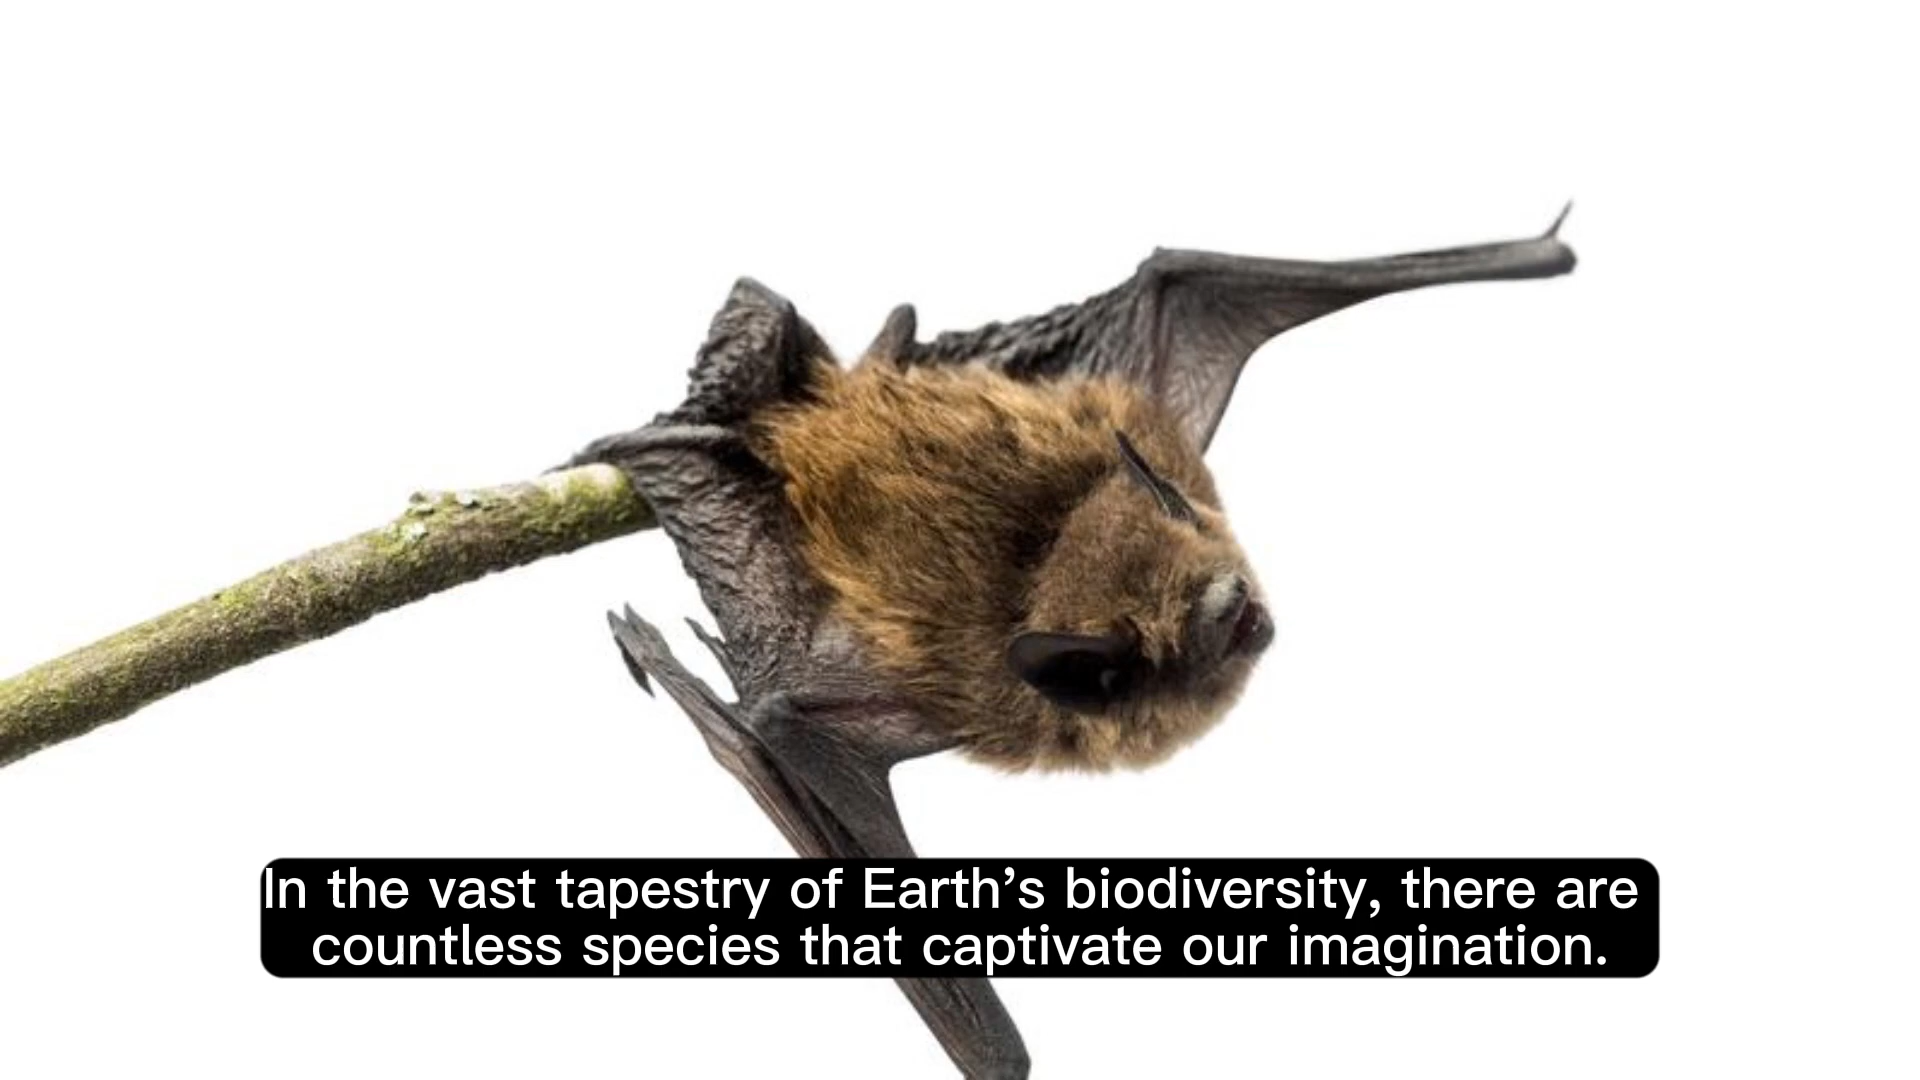 In the vast tapestry of Earth’s biodiversity, there are
countless species that captivate our imagination.